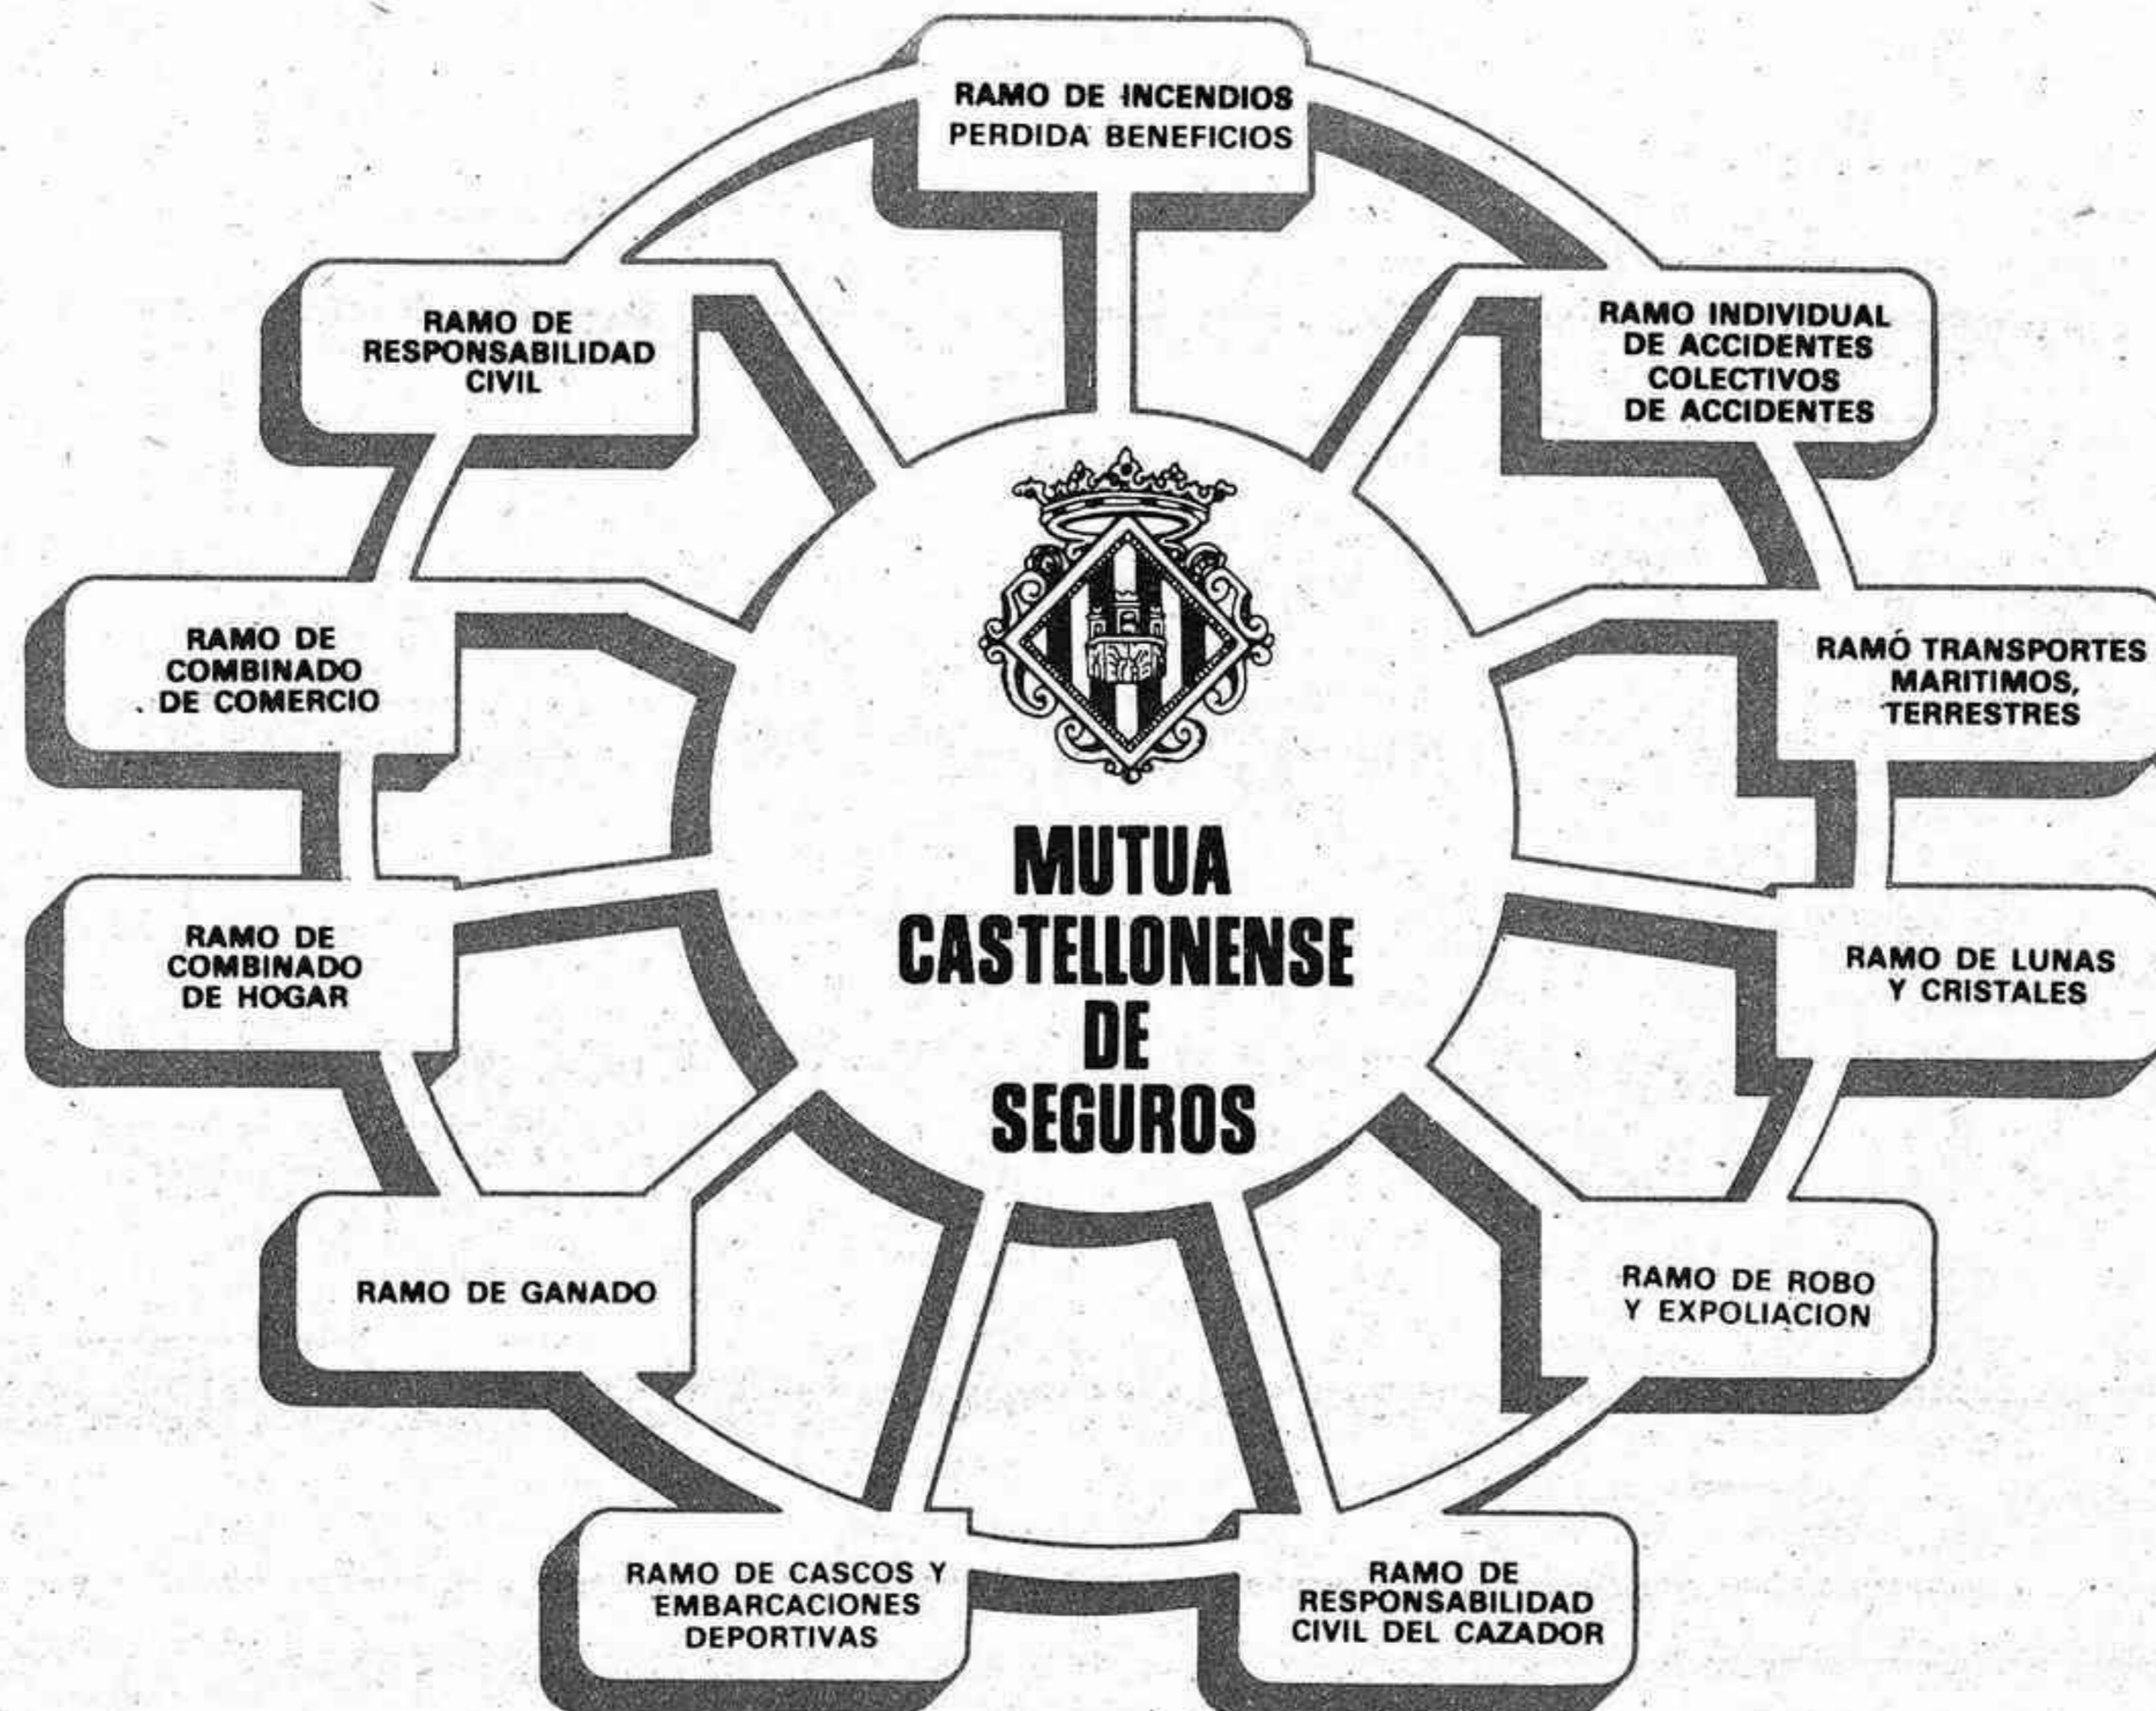 RAMO DE INCENDIOS
PERDIDA BENEFICIOS
RAMO DE
RESPONSABILIDAD
CIVIL
RAMO INDIVIDUAL
DE ACCIDENTES
COLECTIVOS
DE ACCIDENTES
RAMO DE
COMBINADO
DE COMERCIO
RAMO TRANSPORTES
MARITIMOS,
TERRESTRES
MUTUA
CASTELLONENSE
DE
SEGUROS
RAMO DE
COMBINADO
DE HOGAR
RAMO DE LUNAS
Y CRISTALES
RAMO DE GANADO
RAMO DE ROBO
Y EXPOLIACION
RAMO DE CASCOS Y
EMBARCACIONES
DEPORTIVAS
RAMO DE
RESPONSABILIDAD
CIVIL DEL CAZADOR